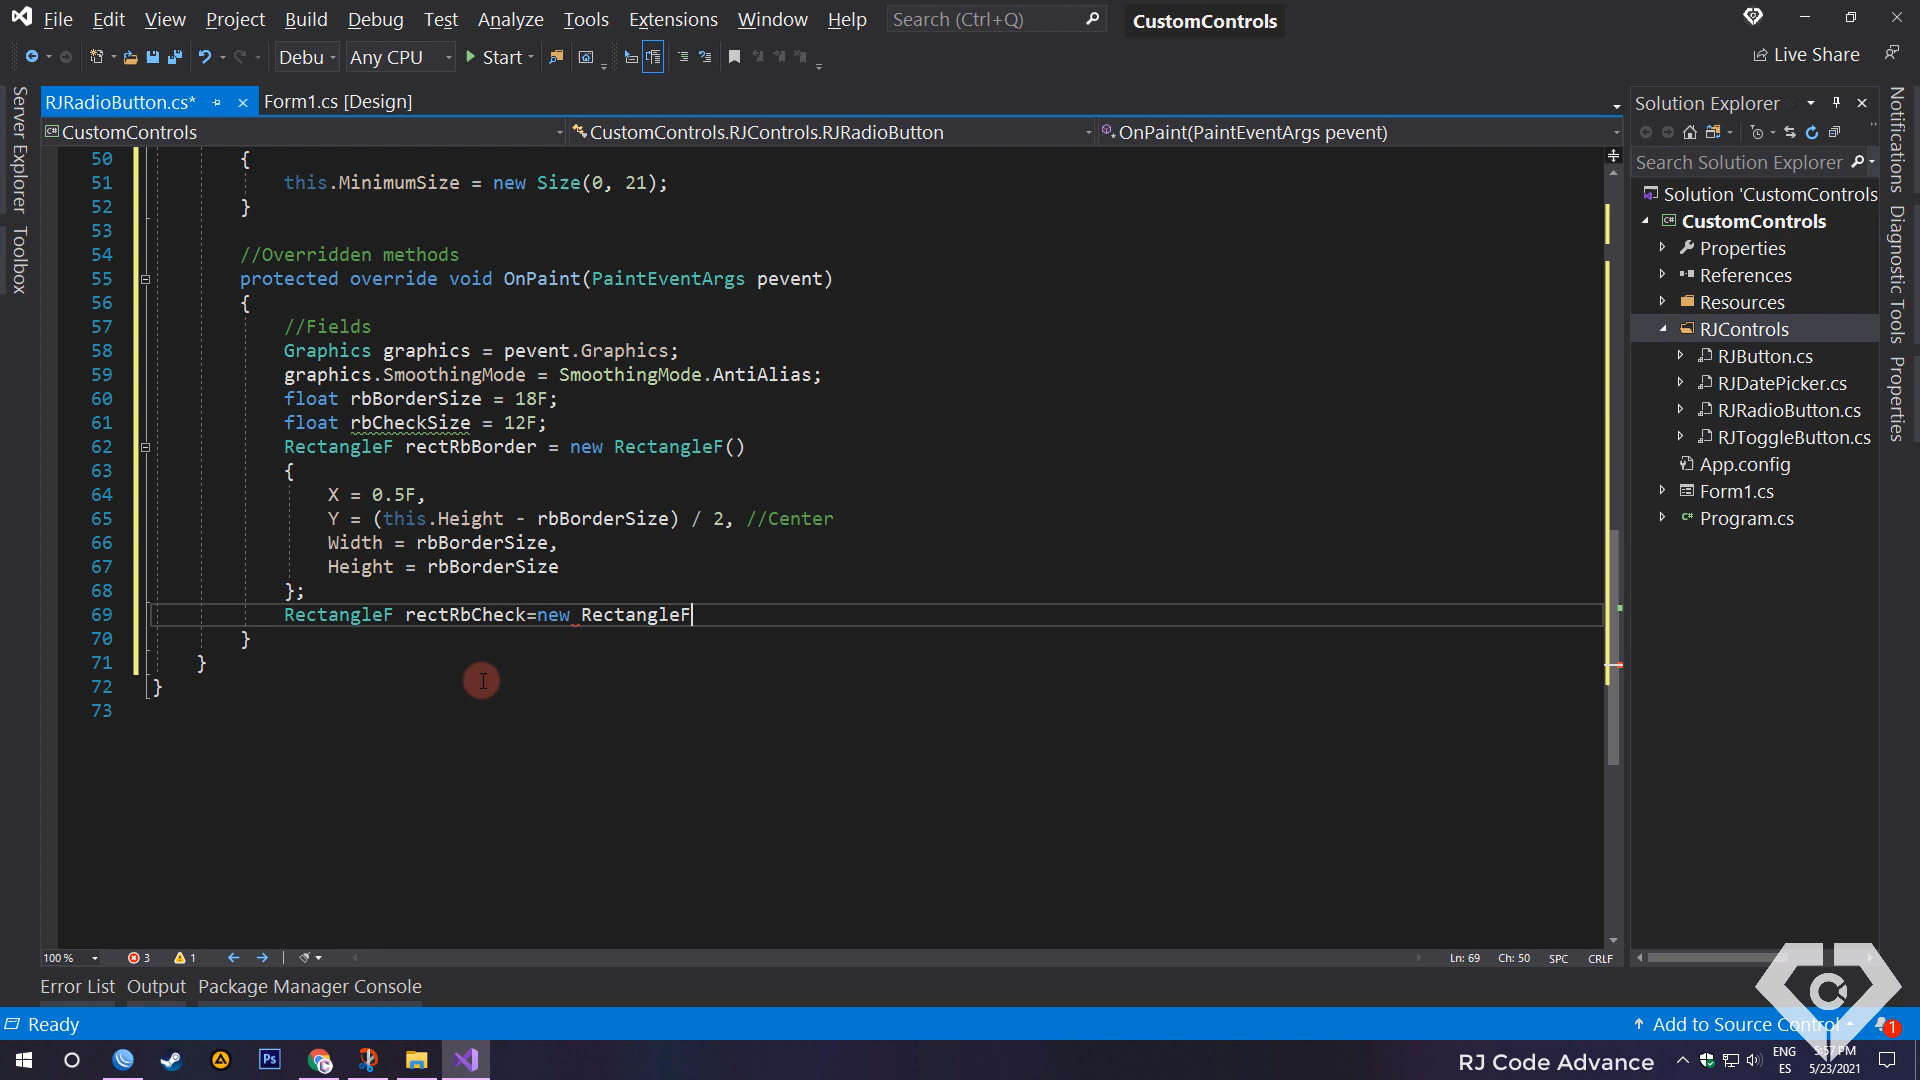 File Edit View Project Build Debug Test Analyze Tools Extensions Window Help Search (Ctrl+Q) CustomControls
Debu Any CPU Start Live Share
RJRadioButton.cs* Form1.cs [Design]
CustomControls CustomControls.RJControls.RJRadioButton OnPaint(PaintEventArgs pevent)
Server Explorer
Toolbox
50 {
51 this.MinimumSize = new Size(0, 21);
52 }
53
54 //Overridden methods
55 protected override void OnPaint(PaintEventArgs pevent)
56 {
57 //Fields
58 Graphics graphics = pevent.Graphics;
59 graphics.SmoothingMode = SmoothingMode.AntiAlias;
60 float rbBorderSize = 18F;
61 float rbCheckSize = 12F;
62 RectangleF rectRbBorder = new RectangleF()
63 {
64 X = 0.5F,
65 Y = (this.Height - rbBorderSize) / 2, //Center
66 Width = rbBorderSize,
67 Height = rbBorderSize
68 };
69 RectangleF rectRbCheck=new RectangleF
70 }
71 }
72 }
73
Solution Explorer
Search Solution Explorer
Solution 'CustomControls
CustomControls
Properties
References
Resources
RJControls
RJButton.cs
RJDatePicker.cs
RJRadioButton.cs
RJToggleButton.cs
App.config
Form1.cs
Program.cs
Notifications
Diagnostic Tools
Properties
100 % 3 1 Ln: 69 Ch: 50 SPC CRLF
Error List Output Package Manager Console
Ready Add to Source Control 1
Ps RJ Code Advance ENG
ES
5:57 PM
5/23/2021